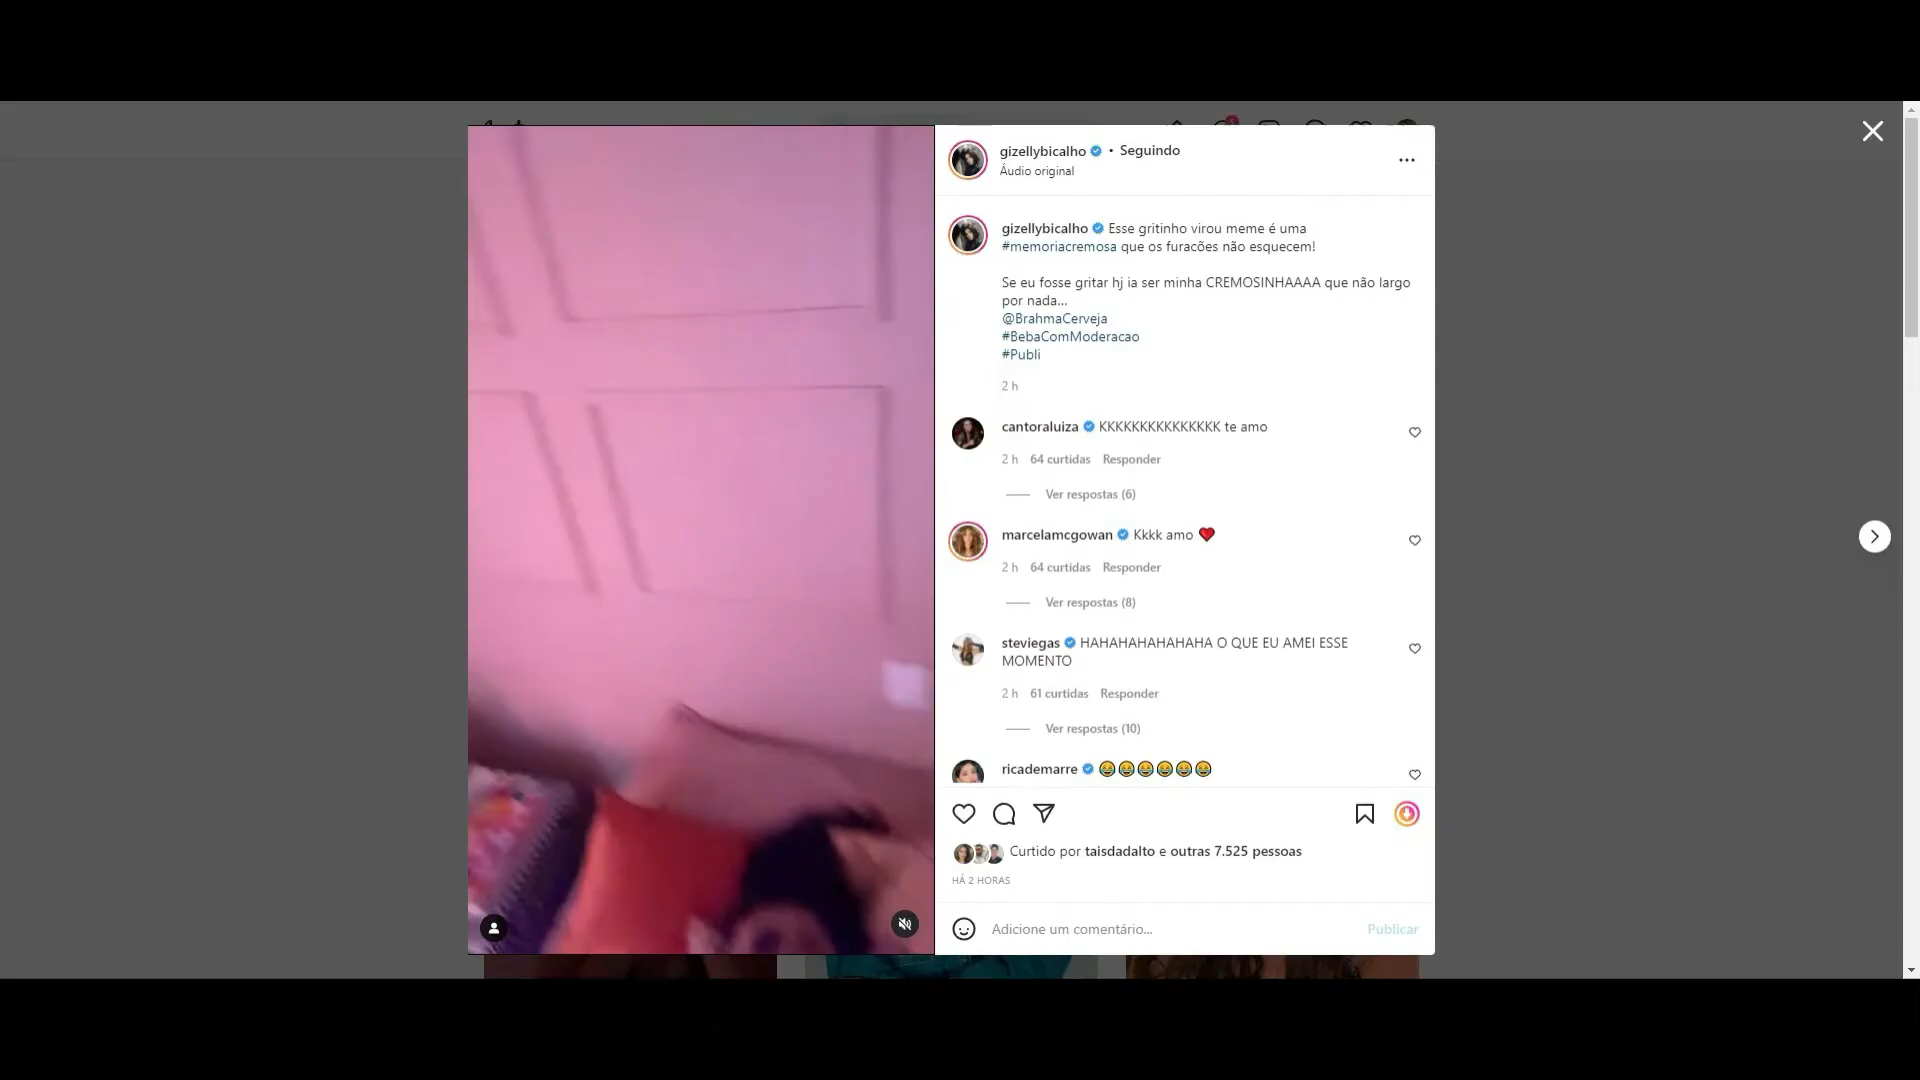 gizellybicalho • Seguindo
Áudio original
gizellybicalho Esse gritinho virou meme é uma
#memoriacremosa que os furacões não esquecem!
Se eu fosse gritar hj ia ser minha CREMOSINHAAAA que não largo
por nada...
@BrahmaCerveja
#BebaComModeracao
#Publi
2 h
cantoraluiza KKKKKKKKKKKKKKK te amo
2 h 64 curtidas Responder
Ver respostas (6)
marcelamcgowan Kkkk amo ❤️
2 h 64 curtidas Responder
Ver respostas (8)
steviegas HAHAHAHAHAHAHA O QUE EU AMEI ESSE
MOMENTO
2 h 61 curtidas Responder
Ver respostas (10)
ricademarre 😂😂😂😂😂😂
Curtido por taisdadalto e outras 7.525 pessoas
HÁ 2 HORAS
Adicione um comentário...
Publicar